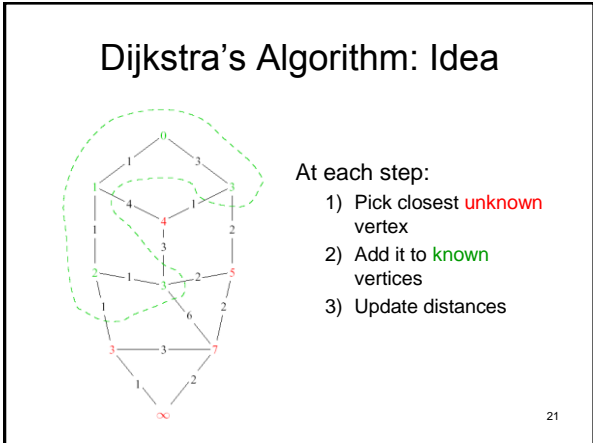 Dijkstra's Algorithm: Idea
0
1 3
1 3
4 1
4
1 3 2
2 1 3 2 5
1 6 2
3 3 7
1 2
∞
At each step:
1) Pick closest unknown
vertex
2) Add it to known
vertices
3) Update distances
21